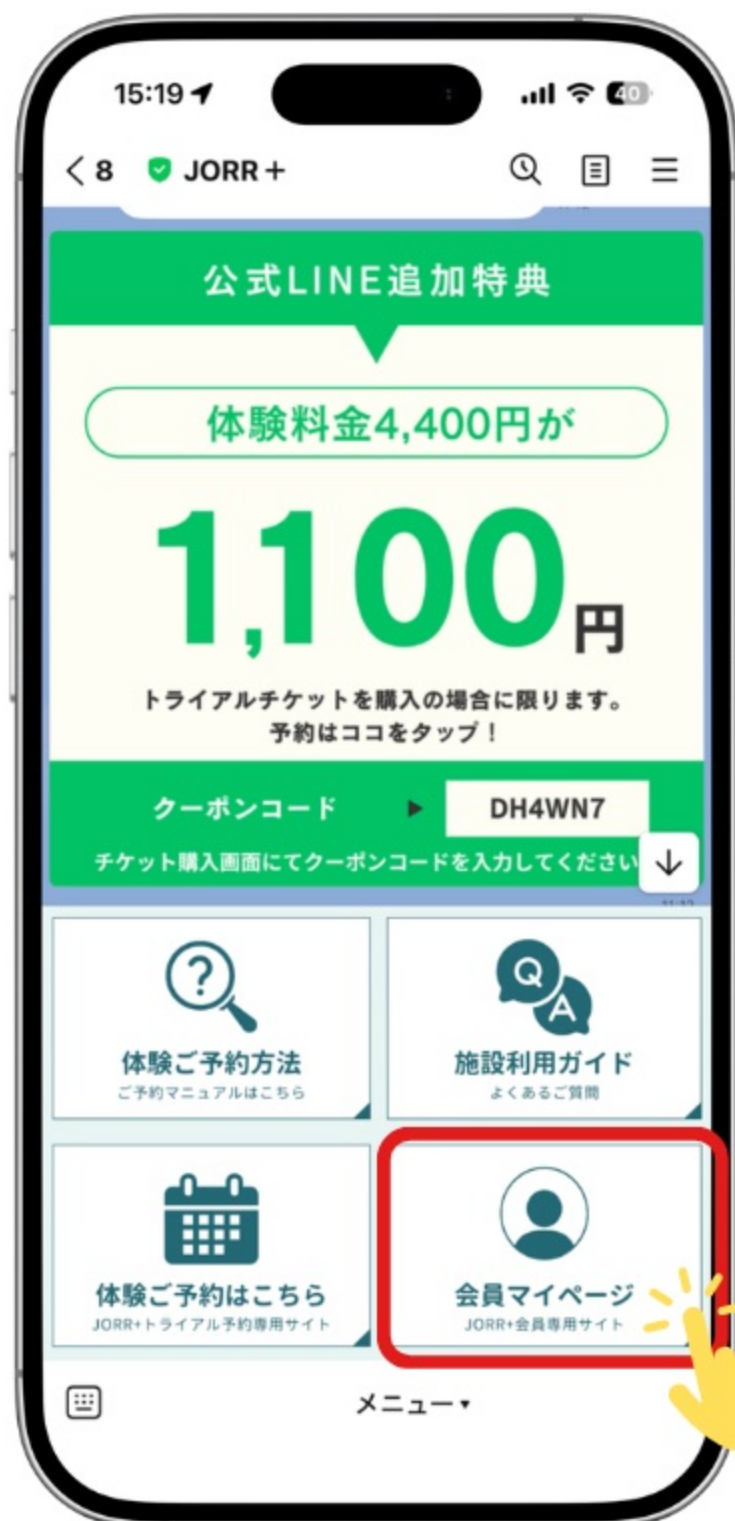 15:19
40
8 JORR+
公式LINE追加特典
体験料金4,400円が
1,100円
トライアルチケットを購入の場合に限ります。
予約はココをタップ！
クーポンコード ▶ DH4WN7
チケット購入画面にてクーポンコードを入力してください
Q
A
体験ご予約方法
ご予約マニュアルはこちら
施設利用ガイド
よくあるご質問
体験ご予約はこちら
JORR+トライアル予約専用サイト
会員マイページ
JORR+会員専用サイト
メニュー▾